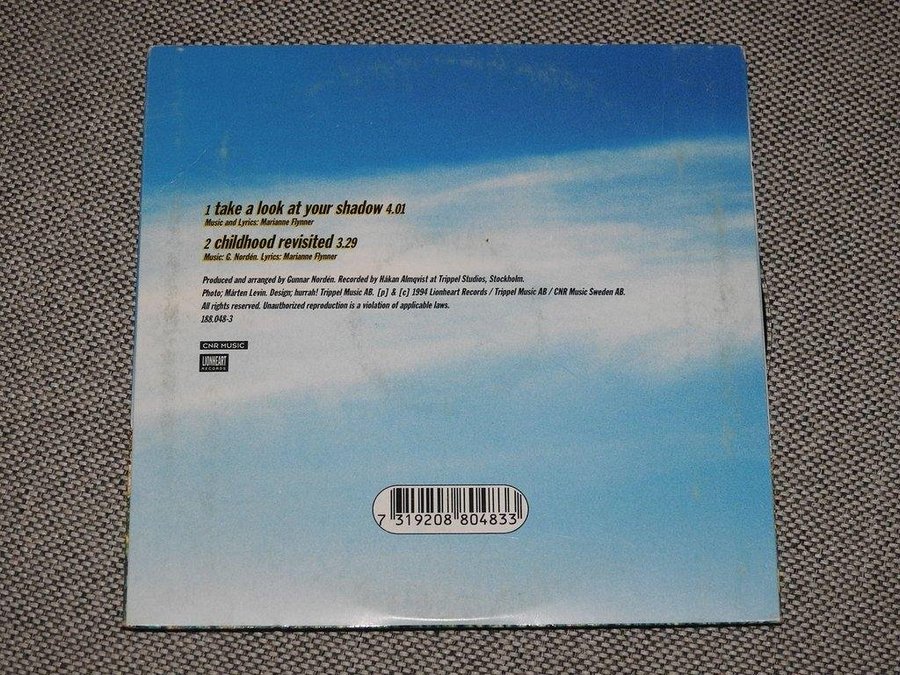 1 take a look at your shadow 4.01
Music and Lyrics: Marianne Flynner
2 childhood revisited 3.29
Music: G. Nordén. Lyrics: Marianne Flynner
Produced and arranged by Gunnar Nordén. Recorded by Håkan Almqvist at Trippel Studios, Stockholm.
Photo; Mårten Levin. Design; hurrah! Trippel Music AB. [p] & [c] 1994 Lionheart Records / Trippel Music AB / CNR Music Sweden AB.
All rights reserved. Unauthorized reproduction is a violation of applicable laws.
188.048-3
CNR MUSIC
LIONHEART
RECORDS
7 319208 804833